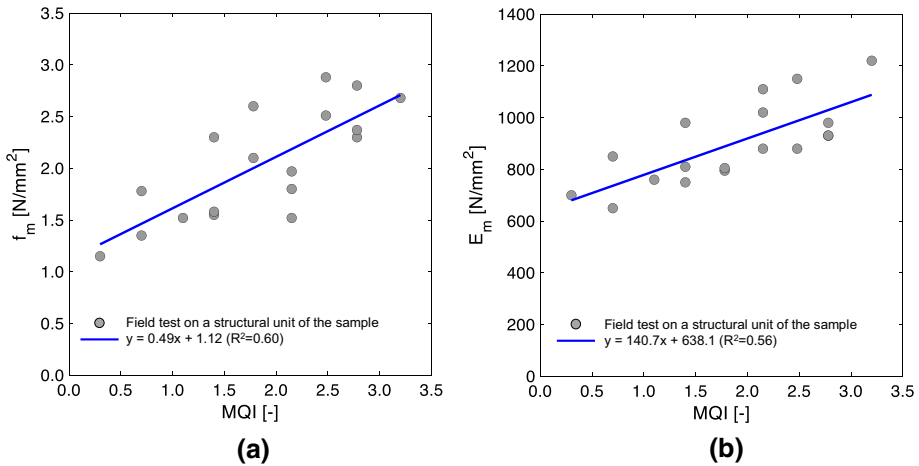 3.5
3.0
2.5
2.0
1.5
1.0
0.5
0.0
f_m [N/mm²]
Field test on a structural unit of the sample
y = 0.49x + 1.12 (R²=0.60)
0.0 0.5 1.0 1.5 2.0 2.5 3.0 3.5
MQI [-]
(a)
1400
1200
1000
800
600
400
200
0
E_m [N/mm²]
Field test on a structural unit of the sample
y = 140.7x + 638.1 (R²=0.56)
0.0 0.5 1.0 1.5 2.0 2.5 3.0 3.5
MQI [-]
(b)